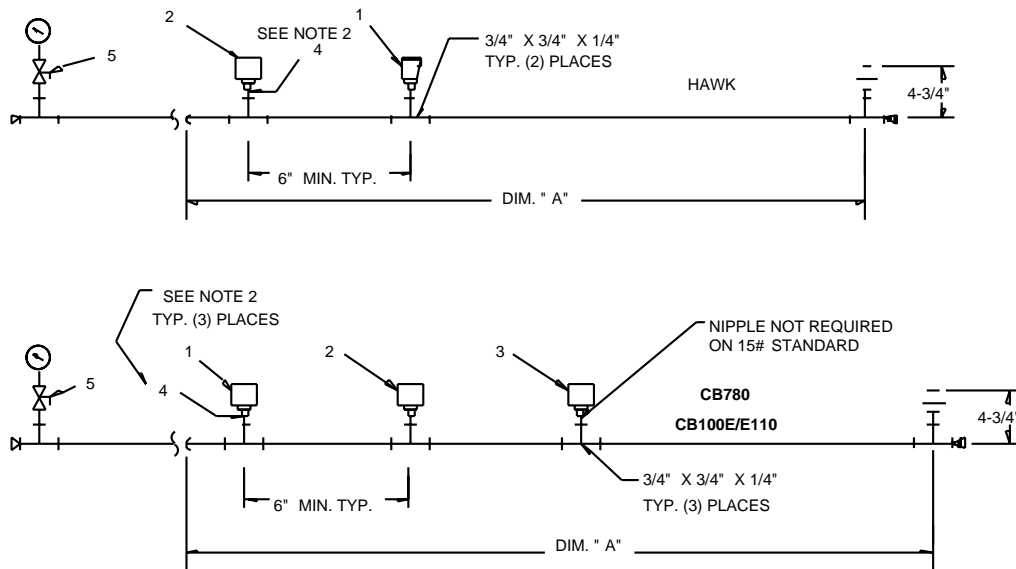 2
SEE NOTE 2
4
1
3/4" X 3/4" X 1/4"
TYP. (2) PLACES
5
HAWK
4-3/4"
6" MIN. TYP.
DIM. " A"
SEE NOTE 2
TYP. (3) PLACES
NIPPLE NOT REQUIRED
ON 15# STANDARD
1
2
3
5
4
CB780
CB100E/E110
4-3/4"
3/4" X 3/4" X 1/4"
TYP. (3) PLACES
6" MIN. TYP.
DIM. " A"